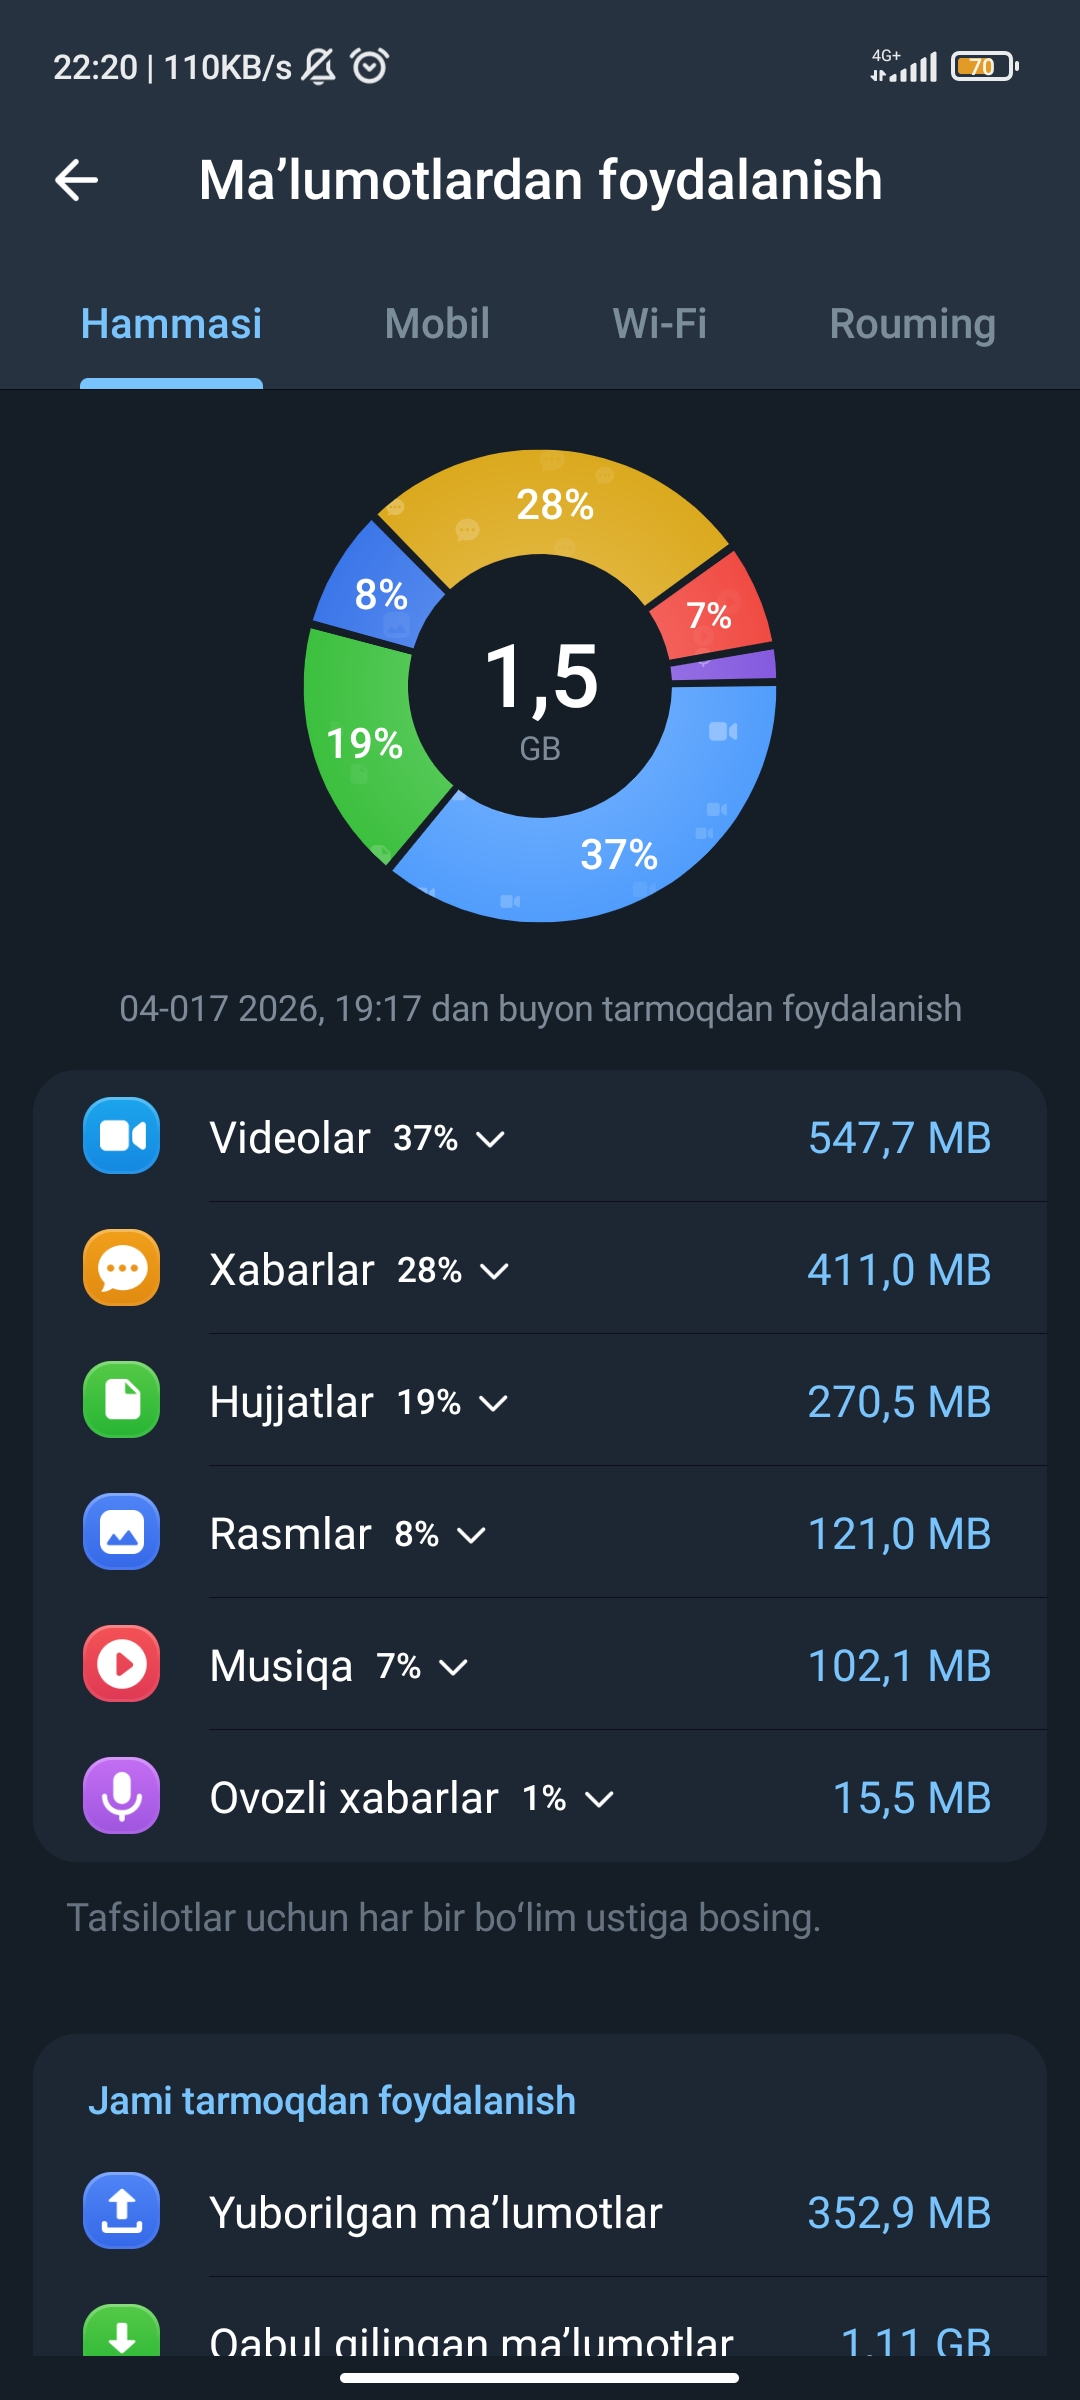 22:20 | 110KB/s
4G+
70
Ma’lumotlardan foydalanish
Hammasi Mobil Wi-Fi Rouming
28%
8%
7%
1,5
GB
19%
37%
04-017 2026, 19:17 dan buyon tarmoqdan foydalanish
Videolar 37% 547,7 MB
Xabarlar 28% 411,0 MB
Hujjatlar 19% 270,5 MB
Rasmlar 8% 121,0 MB
Musiqa 7% 102,1 MB
Ovozli xabarlar 1% 15,5 MB
Tafsilotlar uchun har bir bo‘lim ustiga bosing.
Jami tarmoqdan foydalanish
Yuborilgan ma’lumotlar 352,9 MB
Qabul qilingan ma’lumotlar 1,11 GB